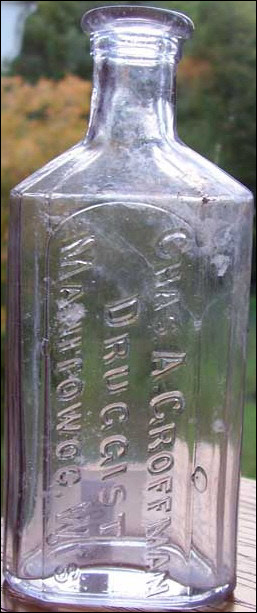 CHAS. A. GROFFMAN
DRUGGIST
MANITOWOC, WIS